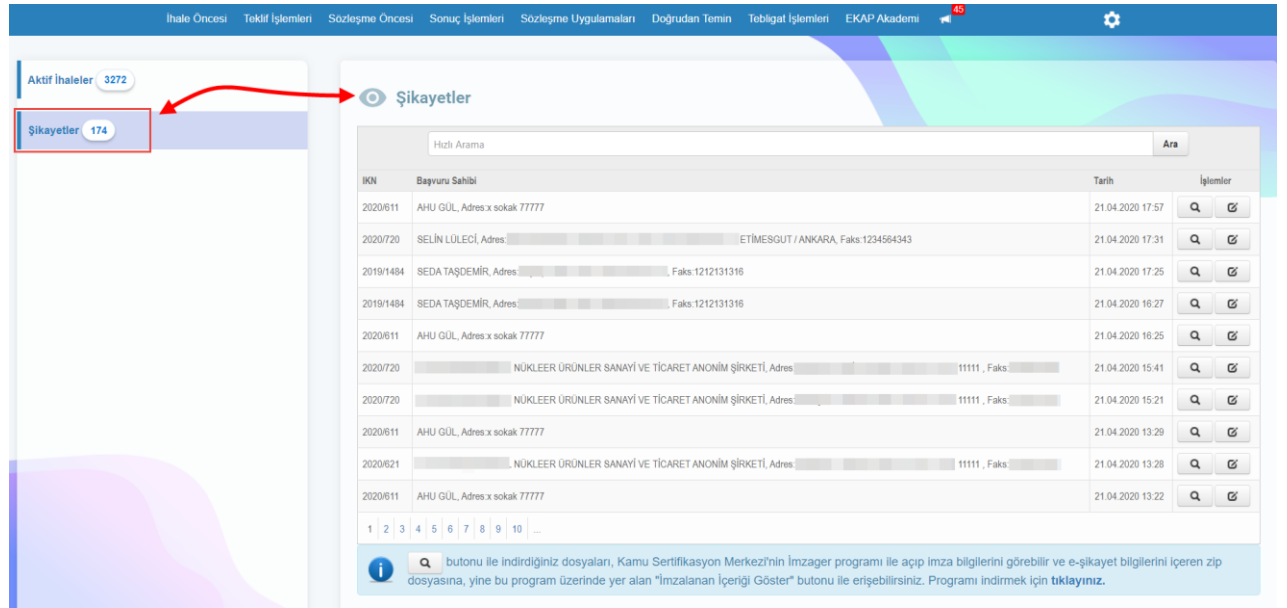 İhale Öncesi Teklif İşlemleri Sözleşme Öncesi Sonuç İşlemleri Sözleşme Uygulamaları Doğrudan Temin Tebligat İşlemleri EKAP Akademi 45
Aktif İhaleler 3272
Şikayetler 174
Şikayetler
Hızlı Arama Ara
IKN Başvuru Sahibi Tarih İşlemler
2020/611 AHU GÜL, Adres:x sokak 77777 21.04.2020 17:57
2020/720 SELİN LÜLECİ, Adres: ETİMESGUT / ANKARA, Faks:1234564343 21.04.2020 17:31
2019/1484 SEDA TAŞDEMİR, Adres: , Faks:1212131316 21.04.2020 17:25
2019/1484 SEDA TAŞDEMİR, Adres: , Faks:1212131316 21.04.2020 16:27
2020/611 AHU GÜL, Adres:x sokak 77777 21.04.2020 16:25
2020/720 NÜKLEER ÜRÜNLER SANAYİ VE TİCARET ANONİM ŞİRKETİ, Adres: 11111 , Faks: 21.04.2020 15:41
2020/720 NÜKLEER ÜRÜNLER SANAYİ VE TİCARET ANONİM ŞİRKETİ, Adres: 11111 , Faks: 21.04.2020 15:21
2020/611 AHU GÜL, Adres:x sokak 77777 21.04.2020 13:29
2020/621 NÜKLEER ÜRÜNLER SANAYİ VE TİCARET ANONİM ŞİRKETİ, Adres: 11111 , Faks: 21.04.2020 13:28
2020/611 AHU GÜL, Adres:x sokak 77777 21.04.2020 13:22
1 2 3 4 5 6 7 8 9 10 ...
butonu ile indirdiğiniz dosyaları, Kamu Sertifikasyon Merkezi'nin İmzager programı ile açıp imza bilgilerini görebilir ve e-şikayet bilgilerini içeren zip
dosyasına, yine bu program üzerinde yer alan "İmzalanan İçeriği Göster" butonu ile erişebilirsiniz. Programı indirmek için tıklayınız.